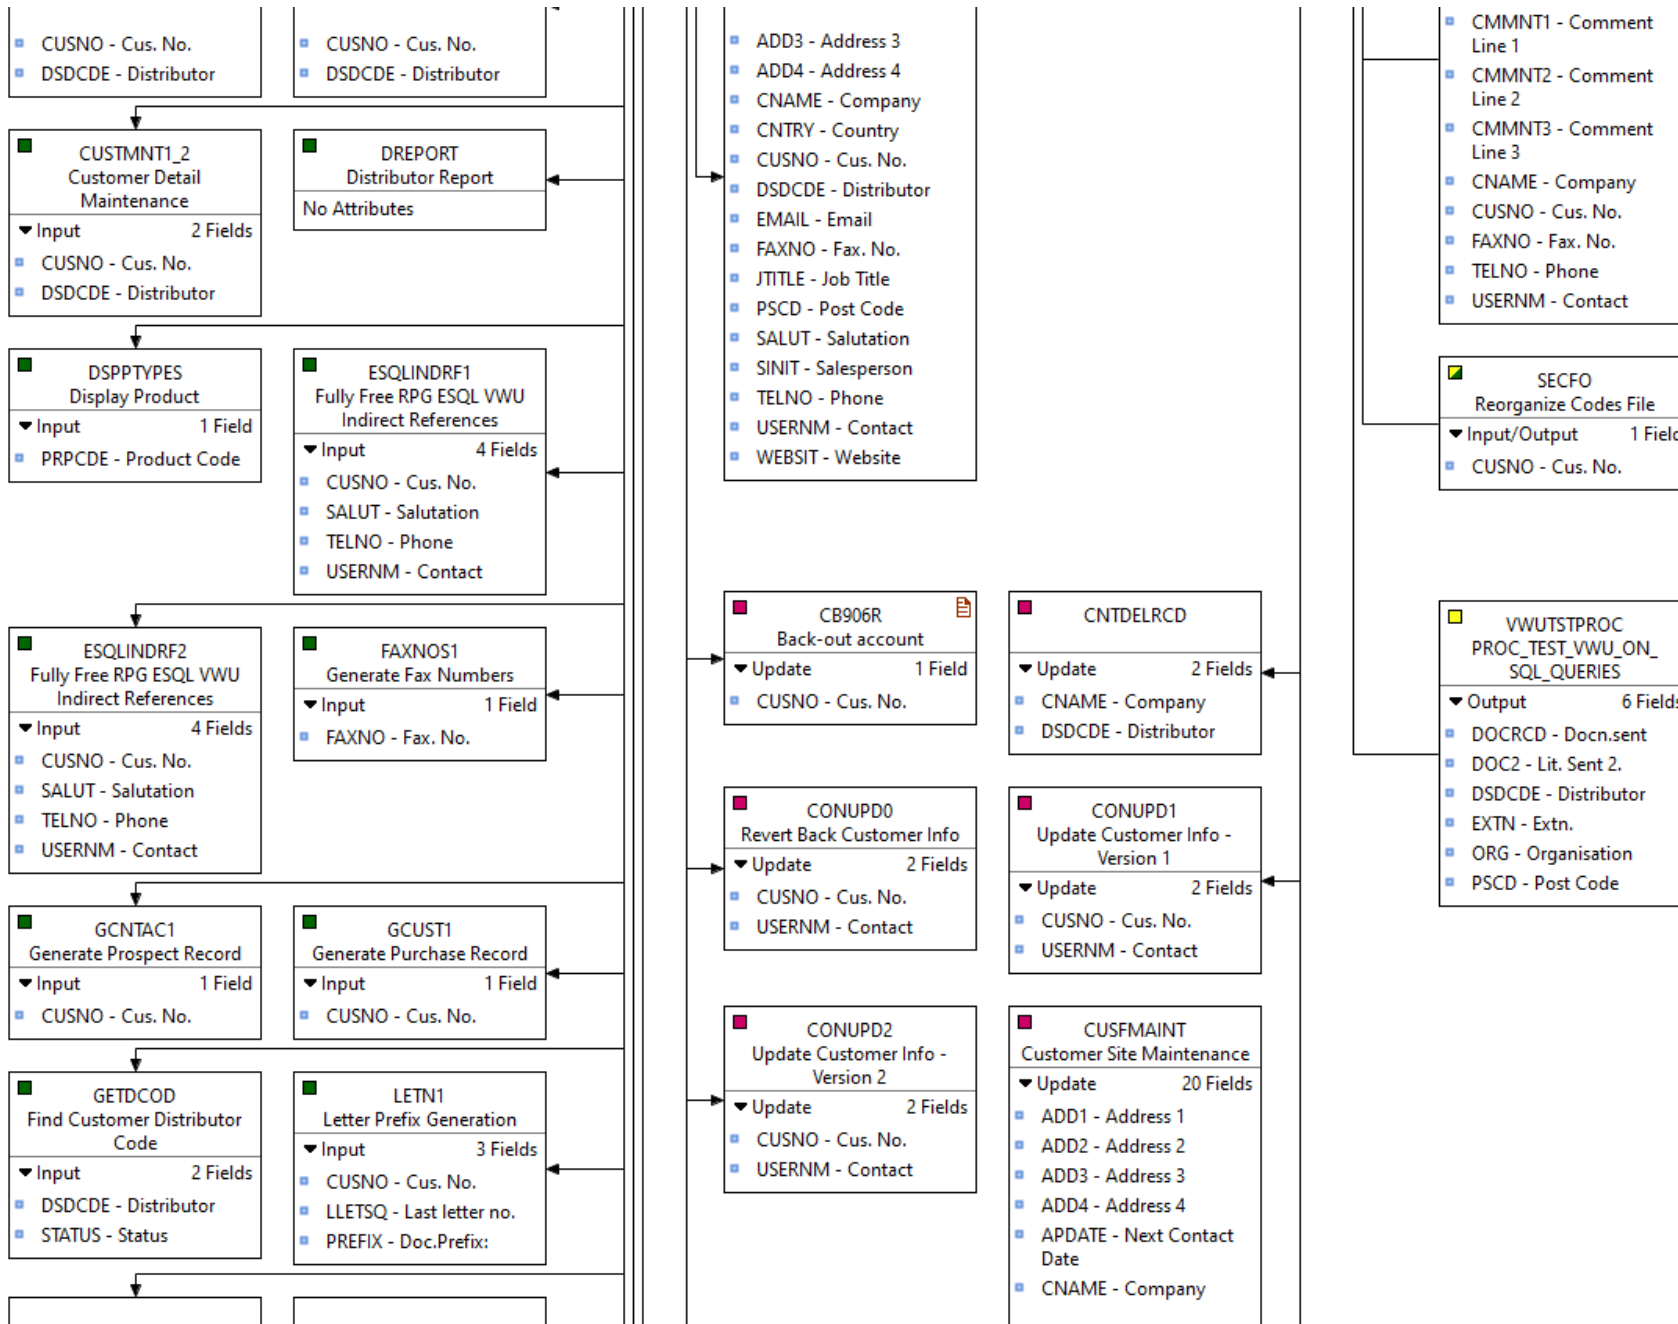 CUSNO - Cus. No.
DSDCDE - Distributor
CUSNO - Cus. No.
DSDCDE - Distributor
CUSTMNT1_2
Customer Detail
Maintenance
Input 2 Fields
CUSNO - Cus. No.
DSDCDE - Distributor
DREPORT
Distributor Report
No Attributes
DSPPTYPES
Display Product
Input 1 Field
PRPCDE - Product Code
ESQLINDRF1
Fully Free RPG ESQL VWU
Indirect References
Input 4 Fields
CUSNO - Cus. No.
SALUT - Salutation
TELNO - Phone
USERNM - Contact
ESQLINDRF2
Fully Free RPG ESQL VWU
Indirect References
Input 4 Fields
CUSNO - Cus. No.
SALUT - Salutation
TELNO - Phone
USERNM - Contact
FAXNOS1
Generate Fax Numbers
Input 1 Field
FAXNO - Fax. No.
GCNTAC1
Generate Prospect Record
Input 1 Field
CUSNO - Cus. No.
GCUST1
Generate Purchase Record
Input 1 Field
CUSNO - Cus. No.
GETDCOD
Find Customer Distributor
Code
Input 2 Fields
DSDCDE - Distributor
STATUS - Status
LETN1
Letter Prefix Generation
Input 3 Fields
CUSNO - Cus. No.
LLETSQ - Last letter no.
PREFIX - Doc.Prefix:
ADD3 - Address 3
ADD4 - Address 4
CNAME - Company
CNTRY - Country
CUSNO - Cus. No.
DSDCDE - Distributor
EMAIL - Email
FAXNO - Fax. No.
JTITLE - Job Title
PSCD - Post Code
SALUT - Salutation
SINIT - Salesperson
TELNO - Phone
USERNM - Contact
WEBSIT - Website
CB906R
Back-out account
Update 1 Field
CUSNO - Cus. No.
CNTDELRCD
Update 2 Fields
CNAME - Company
DSDCDE - Distributor
CONUPD0
Revert Back Customer Info
Update 2 Fields
CUSNO - Cus. No.
USERNM - Contact
CONUPD1
Update Customer Info -
Version 1
Update 2 Fields
CUSNO - Cus. No.
USERNM - Contact
CONUPD2
Update Customer Info -
Version 2
Update 2 Fields
CUSNO - Cus. No.
USERNM - Contact
CUSFMAINT
Customer Site Maintenance
Update 20 Fields
ADD1 - Address 1
ADD2 - Address 2
ADD3 - Address 3
ADD4 - Address 4
APDATE - Next Contact
Date
CNAME - Company
CMMNT1 - Comment
Line 1
CMMNT2 - Comment
Line 2
CMMNT3 - Comment
Line 3
CNAME - Company
CUSNO - Cus. No.
FAXNO - Fax. No.
TELNO - Phone
USERNM - Contact
SECFO
Reorganize Codes File
Input/Output 1 Field
CUSNO - Cus. No.
VWUTSTPROC
PROC_TEST_VWU_ON_
SQL_QUERIES
Output 6 Fields
DOCRCD - Docn.sent
DOC2 - Lit. Sent 2.
DSDCDE - Distributor
EXTN - Extn.
ORG - Organisation
PSCD - Post Code